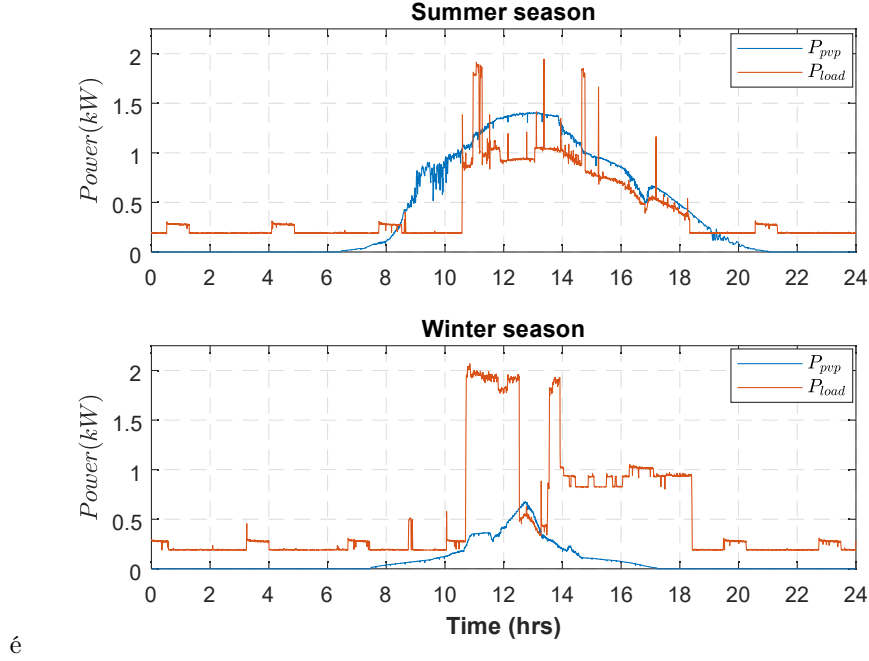 Summer season
Power(kW)
2
1.5
1
0.5
0
P_pvp
P_load
0 2 4 6 8 10 12 14 16 18 20 22 24
Winter season
Power(kW)
2
1.5
1
0.5
0
P_pvp
P_load
0 2 4 6 8 10 12 14 16 18 20 22 24
Time (hrs)
é